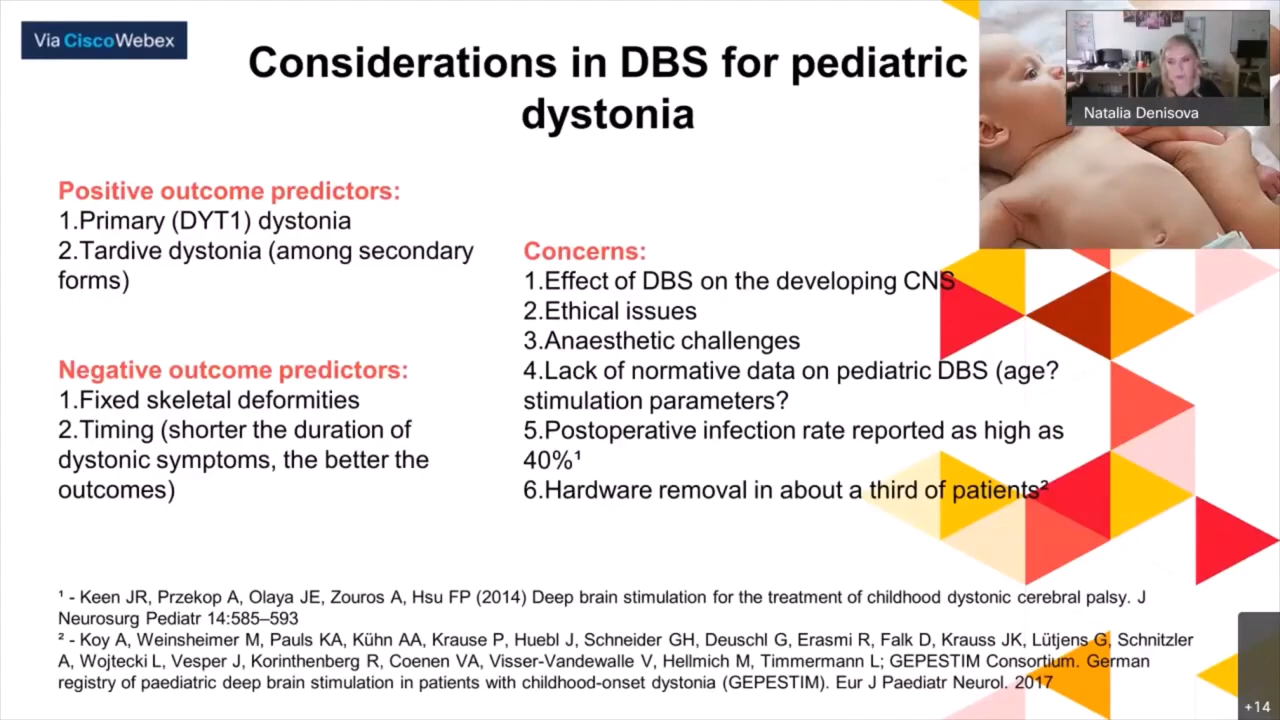 Via CiscoWebex
Considerations in DBS for pediatric
dystonia
Natalia Denisova
Positive outcome predictors:
1.Primary (DYT1) dystonia
2.Tardive dystonia (among secondary
forms)
Negative outcome predictors:
1.Fixed skeletal deformities
2.Timing (shorter the duration of
dystonic symptoms, the better the
outcomes)
Concerns:
1.Effect of DBS on the developing CNS
2.Ethical issues
3.Anaesthetic challenges
4.Lack of normative data on pediatric DBS (age?
stimulation parameters?
5.Postoperative infection rate reported as high as
40%¹
6.Hardware removal in about a third of patients²
¹ - Keen JR, Przekop A, Olaya JE, Zouros A, Hsu FP (2014) Deep brain stimulation for the treatment of childhood dystonic cerebral palsy. J
Neurosurg Pediatr 14:585–593
² - Koy A, Weinsheimer M, Pauls KA, Kühn AA, Krause P, Huebl J, Schneider GH, Deuschl G, Erasmi R, Falk D, Krauss JK, Lütjens G, Schnitzler
A, Wojtecki L, Vesper J, Korinthenberg R, Coenen VA, Visser-Vandewalle V, Hellmich M, Timmermann L; GEPESTIM Consortium. German
registry of paediatric deep brain stimulation in patients with childhood-onset dystonia (GEPESTIM). Eur J Paediatr Neurol. 2017
+14